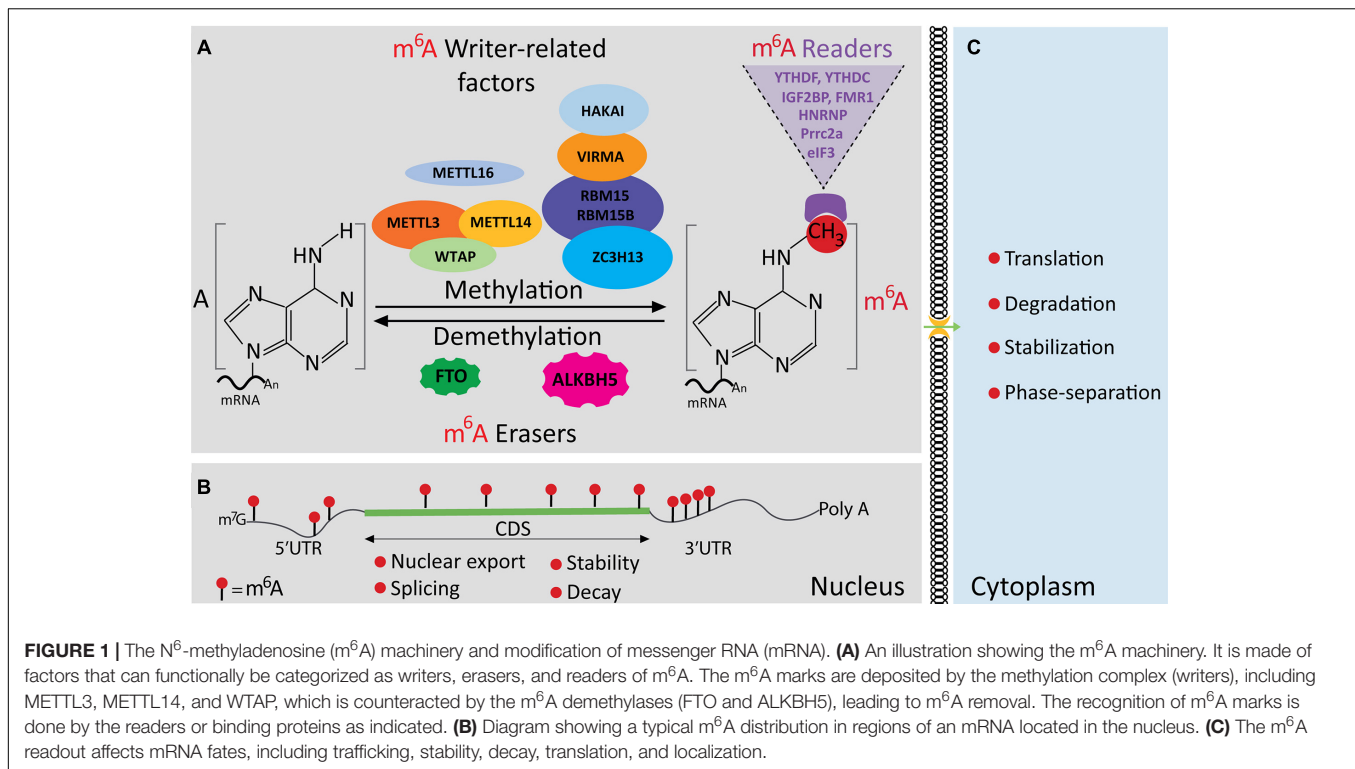 A
m⁶A Writer-related
factors
HAKAI
VIRMA
METTL16
RBM15
RBM15B
METTL3
METTL14
WTAP
ZC3H13
m⁶A Readers
YTHDF, YTHDC
IGF2BP, FMR1
HNRNP
Prrc2a
eIF3
A
H
HN
N
N
N
N
An
mRNA
Methylation
Demethylation
FTO
ALKBH5
m⁶A Erasers
CH₃
HN
N
N
N
N
An
mRNA
m⁶A
B
m⁷G
5'UTR
CDS
3'UTR
Poly A
= m⁶A
Nuclear export
Splicing
Stability
Decay
Nucleus
C
Translation
Degradation
Stabilization
Phase-separation
Cytoplasm
FIGURE 1 | The N⁶-methyladenosine (m⁶A) machinery and modification of messenger RNA (mRNA). (A) An illustration showing the m⁶A machinery. It is made of
factors that can functionally be categorized as writers, erasers, and readers of m⁶A. The m⁶A marks are deposited by the methylation complex (writers), including
METTL3, METTL14, and WTAP, which is counteracted by the m⁶A demethylases (FTO and ALKBH5), leading to m⁶A removal. The recognition of m⁶A marks is
done by the readers or binding proteins as indicated. (B) Diagram showing a typical m⁶A distribution in regions of an mRNA located in the nucleus. (C) The m⁶A
readout affects mRNA fates, including trafficking, stability, decay, translation, and localization.